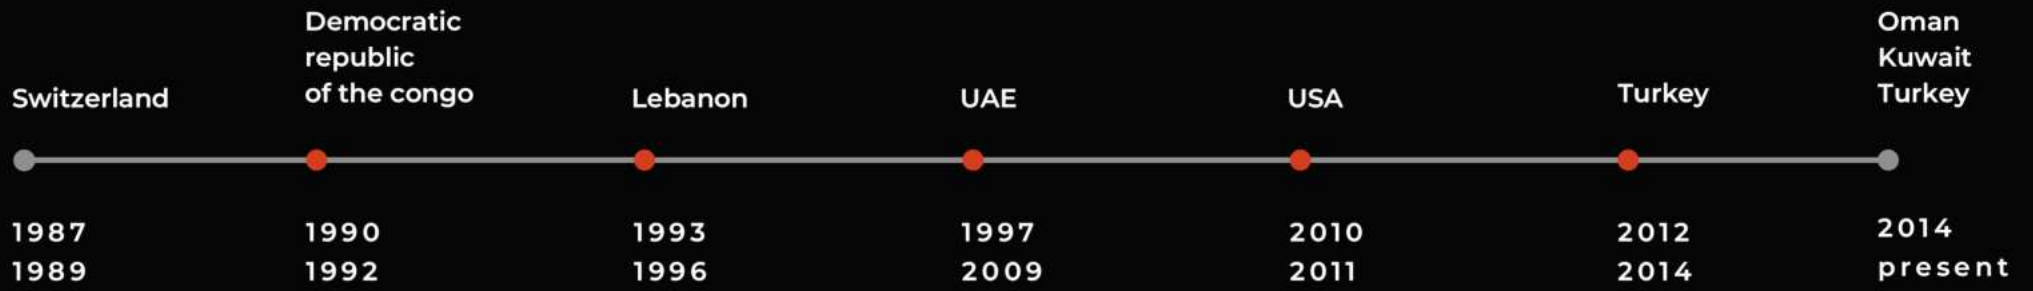 Switzerland
1987
1989
Democratic
republic
of the congo
1990
1992
Lebanon
1993
1996
UAE
1997
2009
USA
2010
2011
Turkey
2012
2014
Oman
Kuwait
Turkey
2014
present